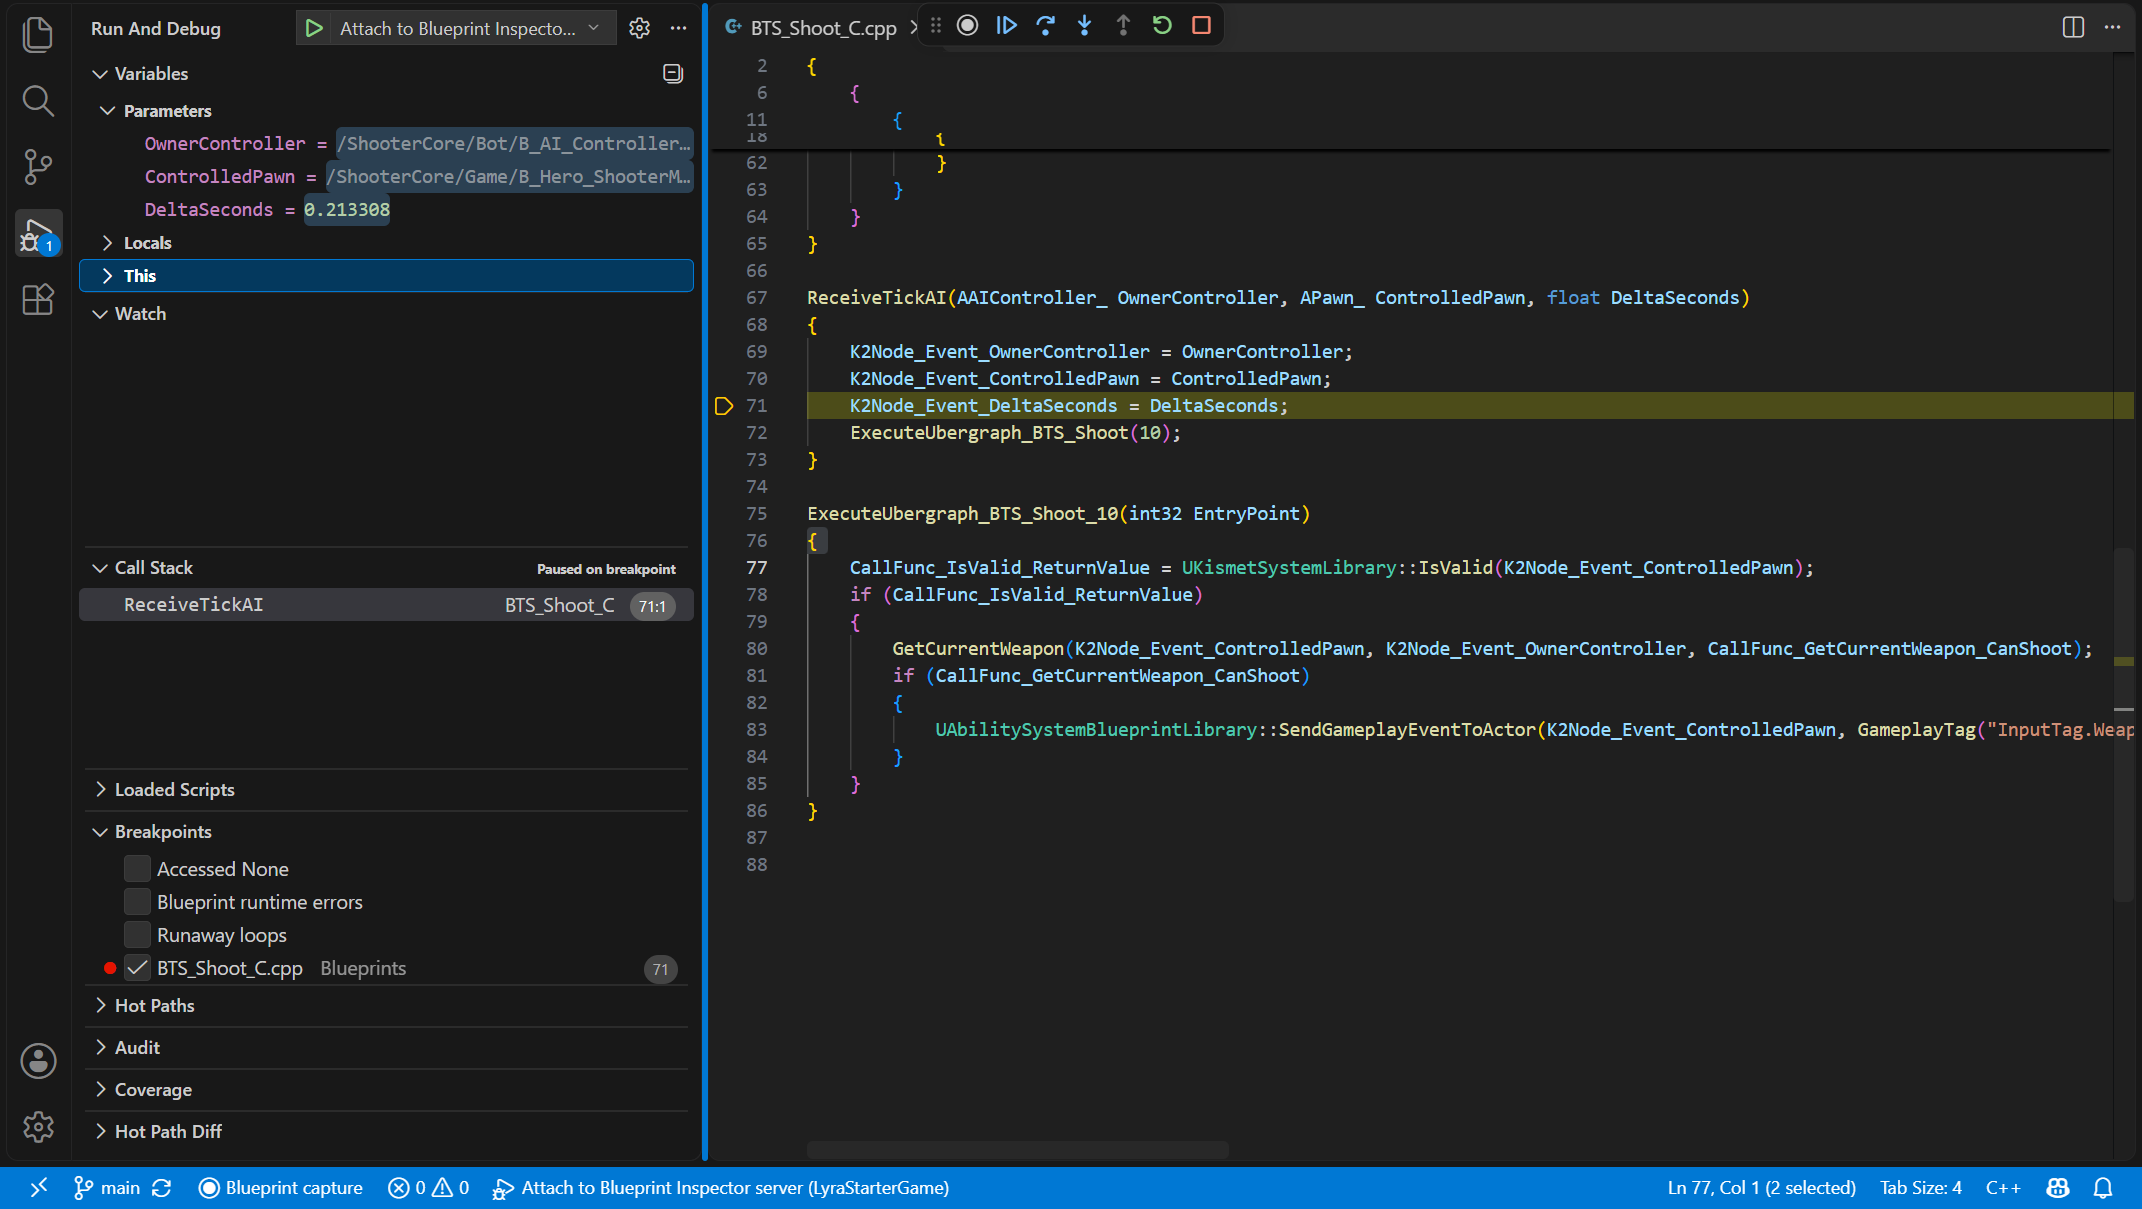 Run And Debug
Attach to Blueprint Inspecto...
Variables
Parameters
OwnerController = /ShooterCore/Bot/B_AI_Controller…
ControlledPawn = /ShooterCore/Game/B_Hero_ShooterM…
DeltaSeconds = 0.213308
Locals
This
Watch
Call Stack
Paused on breakpoint
ReceiveTickAI
BTS_Shoot_C
71:1
Loaded Scripts
Breakpoints
Accessed None
Blueprint runtime errors
Runaway loops
BTS_Shoot_C.cpp Blueprints
71
Hot Paths
Audit
Coverage
Hot Path Diff
1
BTS_Shoot_C.cpp
2 {
6 {
11 {
18 {
62 }
63 }
64 }
65 }
66
67 ReceiveTickAI(AAIController_ OwnerController, APawn_ ControlledPawn, float DeltaSeconds)
68 {
69 K2Node_Event_OwnerController = OwnerController;
70 K2Node_Event_ControlledPawn = ControlledPawn;
71 K2Node_Event_DeltaSeconds = DeltaSeconds;
72 ExecuteUbergraph_BTS_Shoot(10);
73 }
74
75 ExecuteUbergraph_BTS_Shoot_10(int32 EntryPoint)
76 {
77 CallFunc_IsValid_ReturnValue = UKismetSystemLibrary::IsValid(K2Node_Event_ControlledPawn);
78 if (CallFunc_IsValid_ReturnValue)
79 {
80 GetCurrentWeapon(K2Node_Event_ControlledPawn, K2Node_Event_OwnerController, CallFunc_GetCurrentWeapon_CanShoot);
81 if (CallFunc_GetCurrentWeapon_CanShoot)
82 {
83 UAbilitySystemBlueprintLibrary::SendGameplayEventToActor(K2Node_Event_ControlledPawn, GameplayTag("InputTag.Weap
84 }
85 }
86 }
87
88
main
Blueprint capture
0 0
Attach to Blueprint Inspector server (LyraStarterGame)
Ln 77, Col 1 (2 selected)
Tab Size: 4
C++